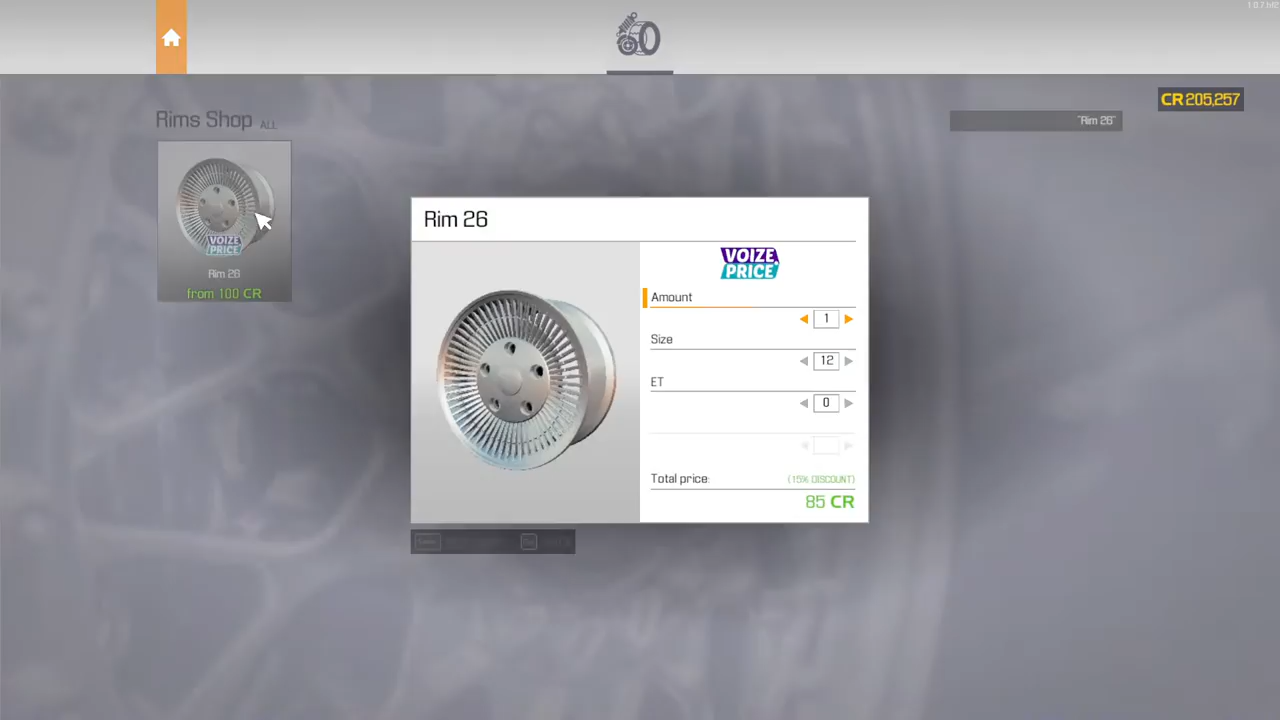 CR 205,257
Rims Shop ALL
"Rim 26"
VOIZE
PRICE
Rim 26
from 100 CR
Rim 26
VOIZE
PRICE
Amount
1
Size
12
ET
0
Total price:
(15% DISCOUNT)
85 CR